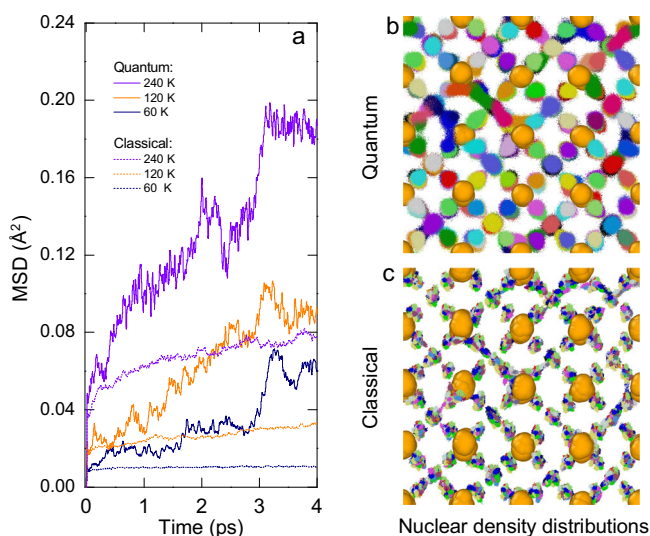 a
Quantum:
240 K
120 K
60 K
Classical:
240 K
120 K
60 K
0.24
0.20
0.16
0.12
0.08
0.04
0.00
MSD (Å²)
0 1 2 3 4
Time (ps)
b
Quantum
c
Classical
Nuclear density distributions